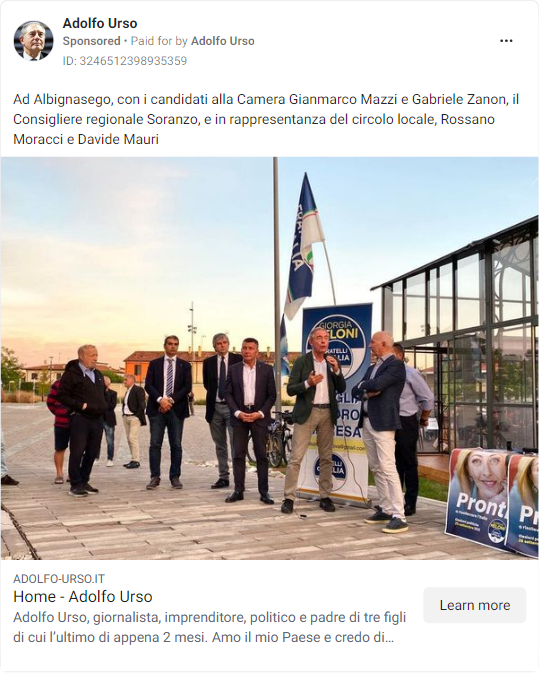 Adolfo Urso
Sponsored • Paid for by Adolfo Urso
ID: 3246512398935359
Ad Albignasego, con i candidati alla Camera Gianmarco Mazzi e Gabriele Zanon, il
Consigliere regionale Soranzo, e in rappresentanza del circolo locale, Rossano
Moracci e Davide Mauri
GIORGIA
MELONI
FRATELLI
ITALIA
Pront
ADOLFO-URSO.IT
Home - Adolfo Urso
Adolfo Urso, giornalista, imprenditore, politico e padre di tre figli
di cui l'ultimo di appena 2 mesi. Amo il mio Paese e credo di...
Learn more